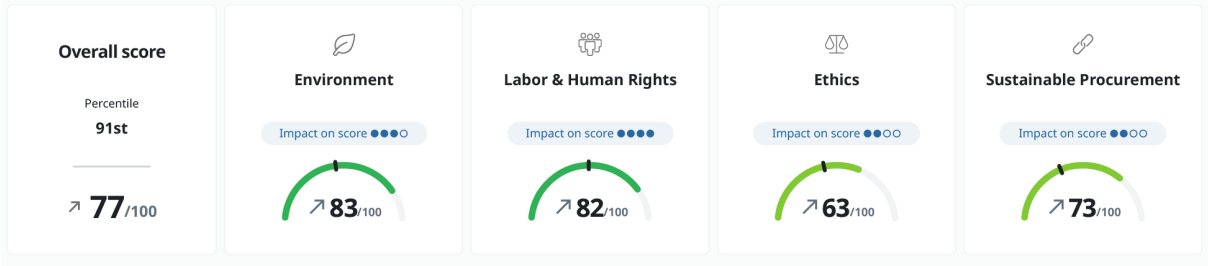 Overall score
Percentile
91st
77/100
Environment
Impact on score
83/100
Labor & Human Rights
Impact on score
82/100
Ethics
Impact on score
63/100
Sustainable Procurement
Impact on score
73/100